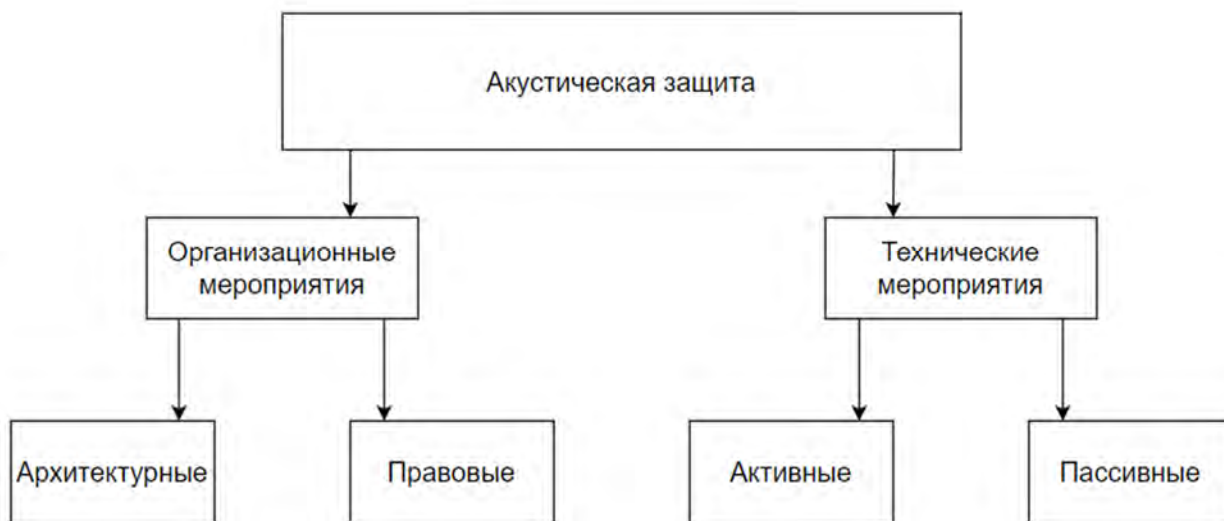 Акустическая защита
Организационные
мероприятия
Технические
мероприятия
Архитектурные
Правовые
Активные
Пассивные